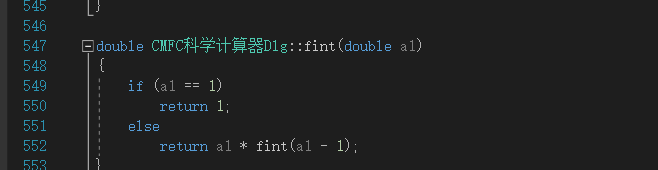 545 }
546
547 double CMFC科学计算器Dlg::fint(double a1)
548 {
549 if (a1 == 1)
550 return 1;
551 else
552 return a1 * fint(a1 - 1);
553 }